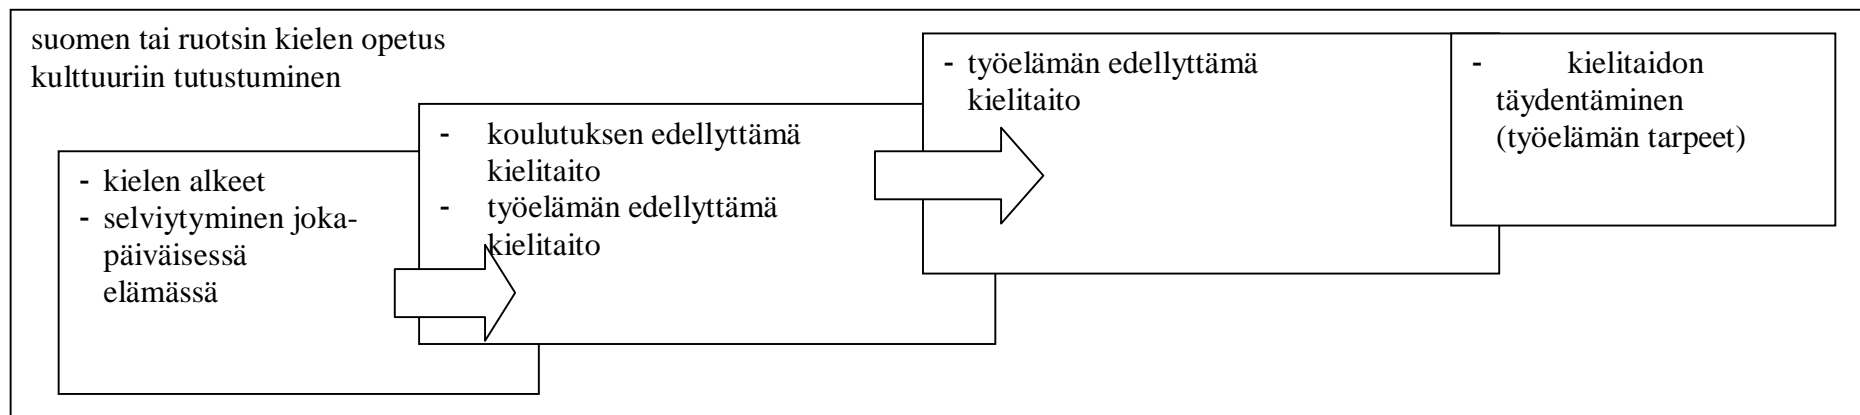 suomen tai ruotsin kielen opetus
kulttuuriin tutustuminen
- kielen alkeet
- selviytyminen joka-
päiväisessä
elämässä
- koulutuksen edellyttämä
kielitaito
- työelämän edellyttämä
kielitaito
- työelämän edellyttämä
kielitaito
- kielitaidon
täydentäminen
(työelämän tarpeet)